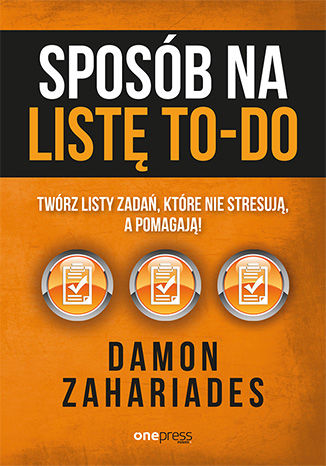 SPOSÓB NA
LISTĘ TO-DO
TWÓRZ LISTY ZADAŃ, KTÓRE NIE STRESUJĄ,
A POMAGAJĄ!
DAMON
ZAHARIADES
onepress